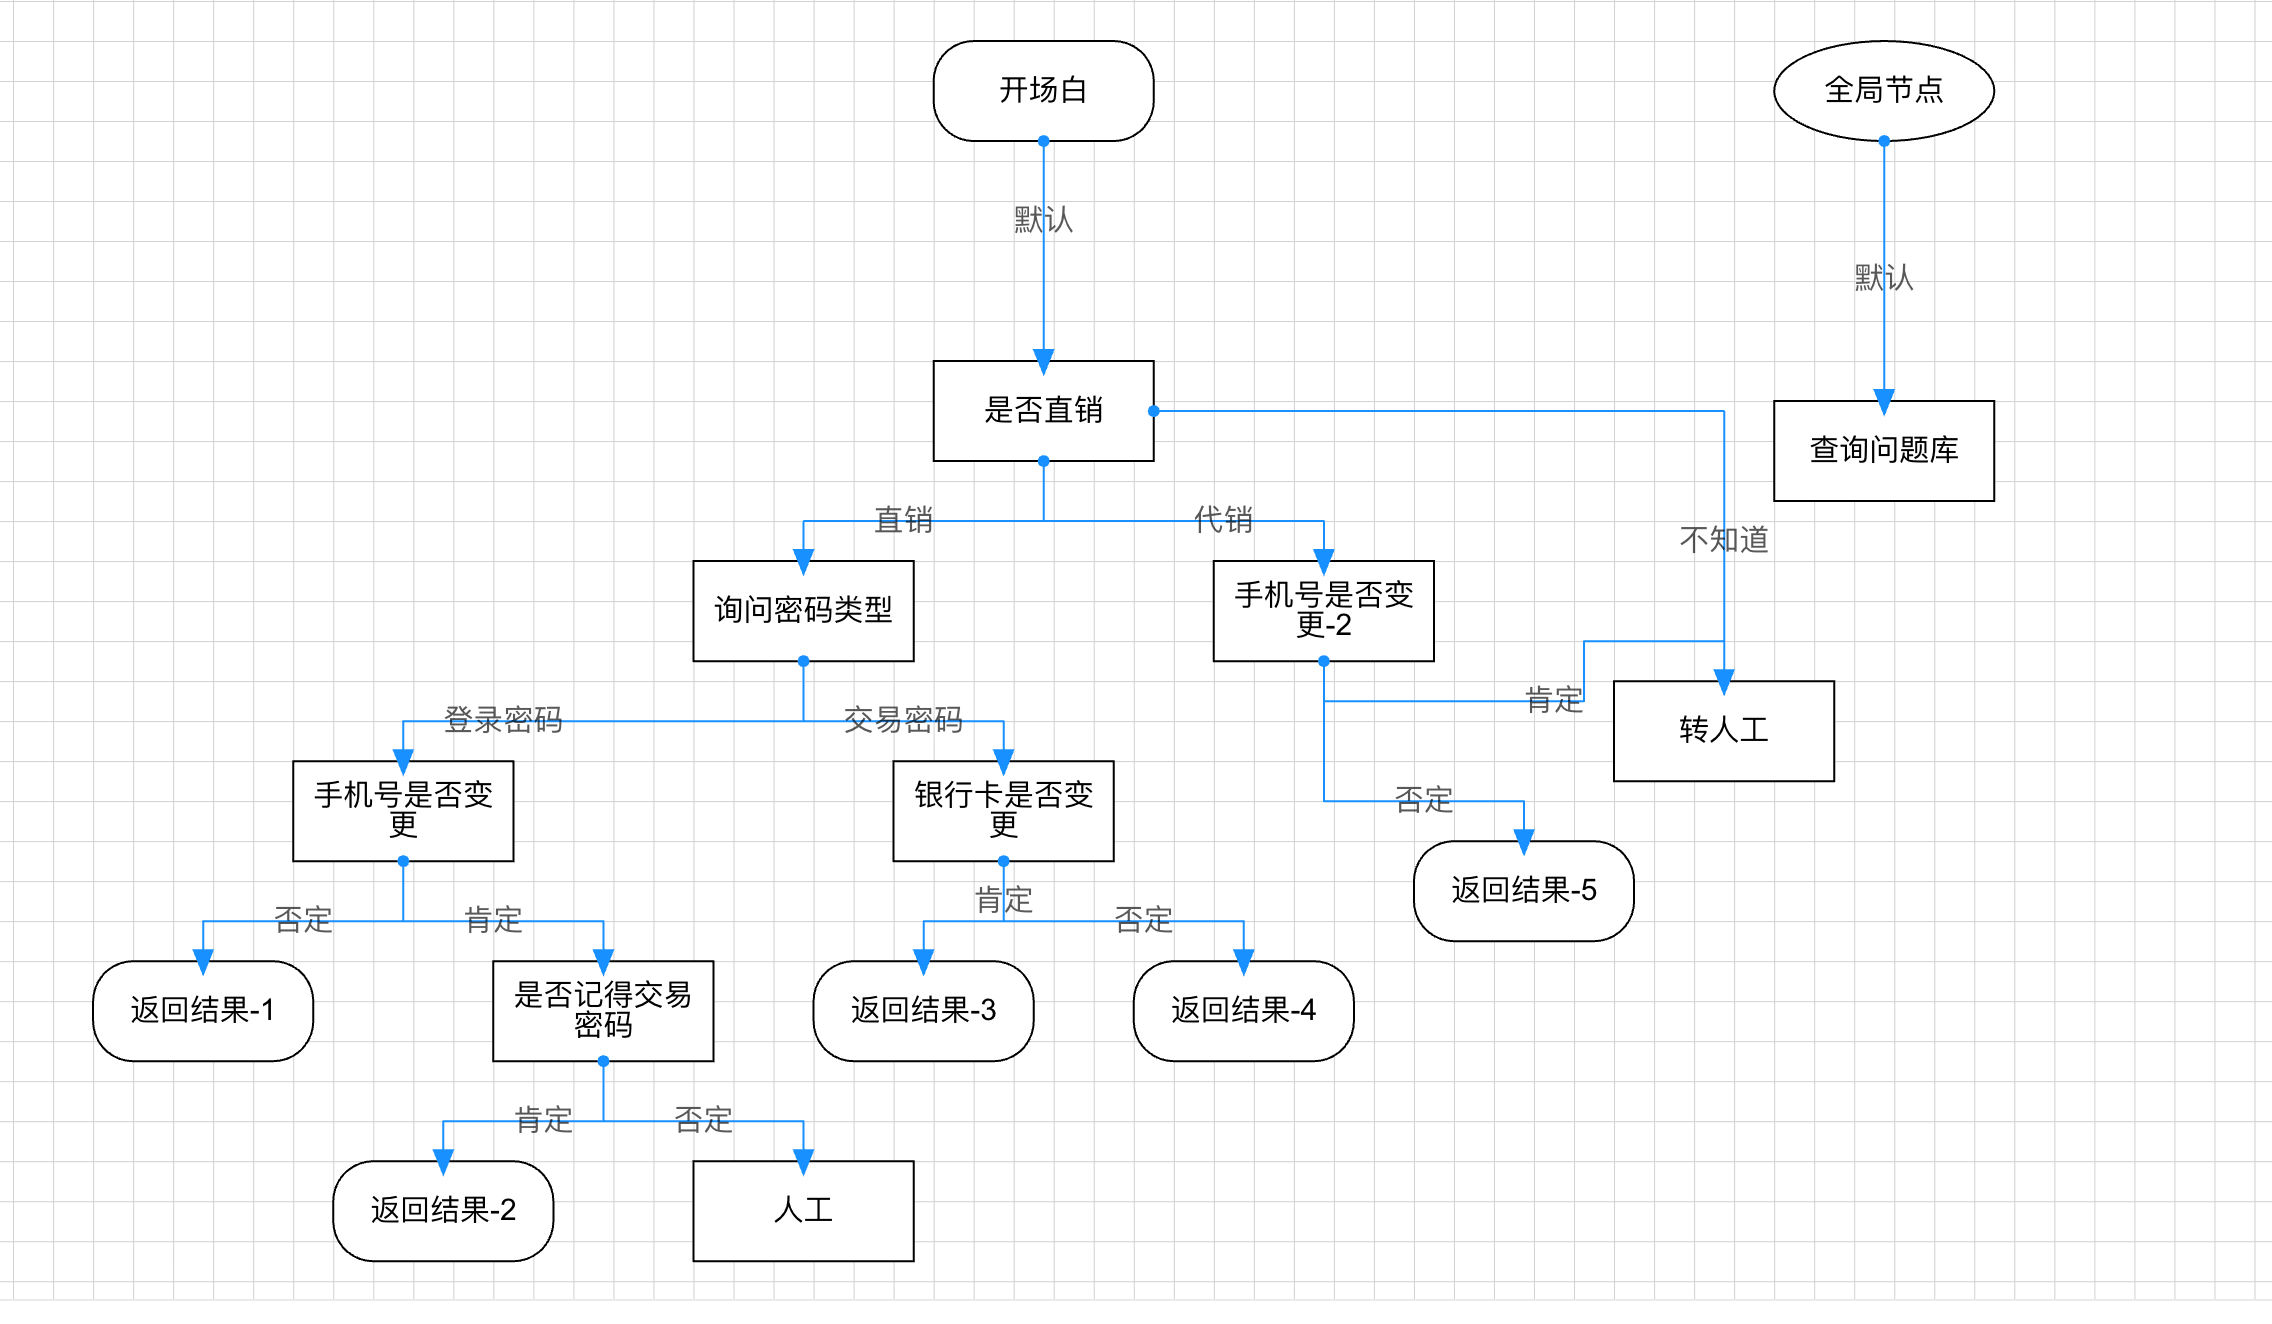 开场白
全局节点
默认
默认
是否直销
查询问题库
直销
代销
不知道
询问密码类型
手机号是否变
更-2
登录密码
交易密码
肯定
转人工
手机号是否变
更
银行卡是否变
更
否定
返回结果-5
否定
肯定
肯定
否定
返回结果-1
是否记得交易
密码
返回结果-3
返回结果-4
肯定
否定
返回结果-2
人工